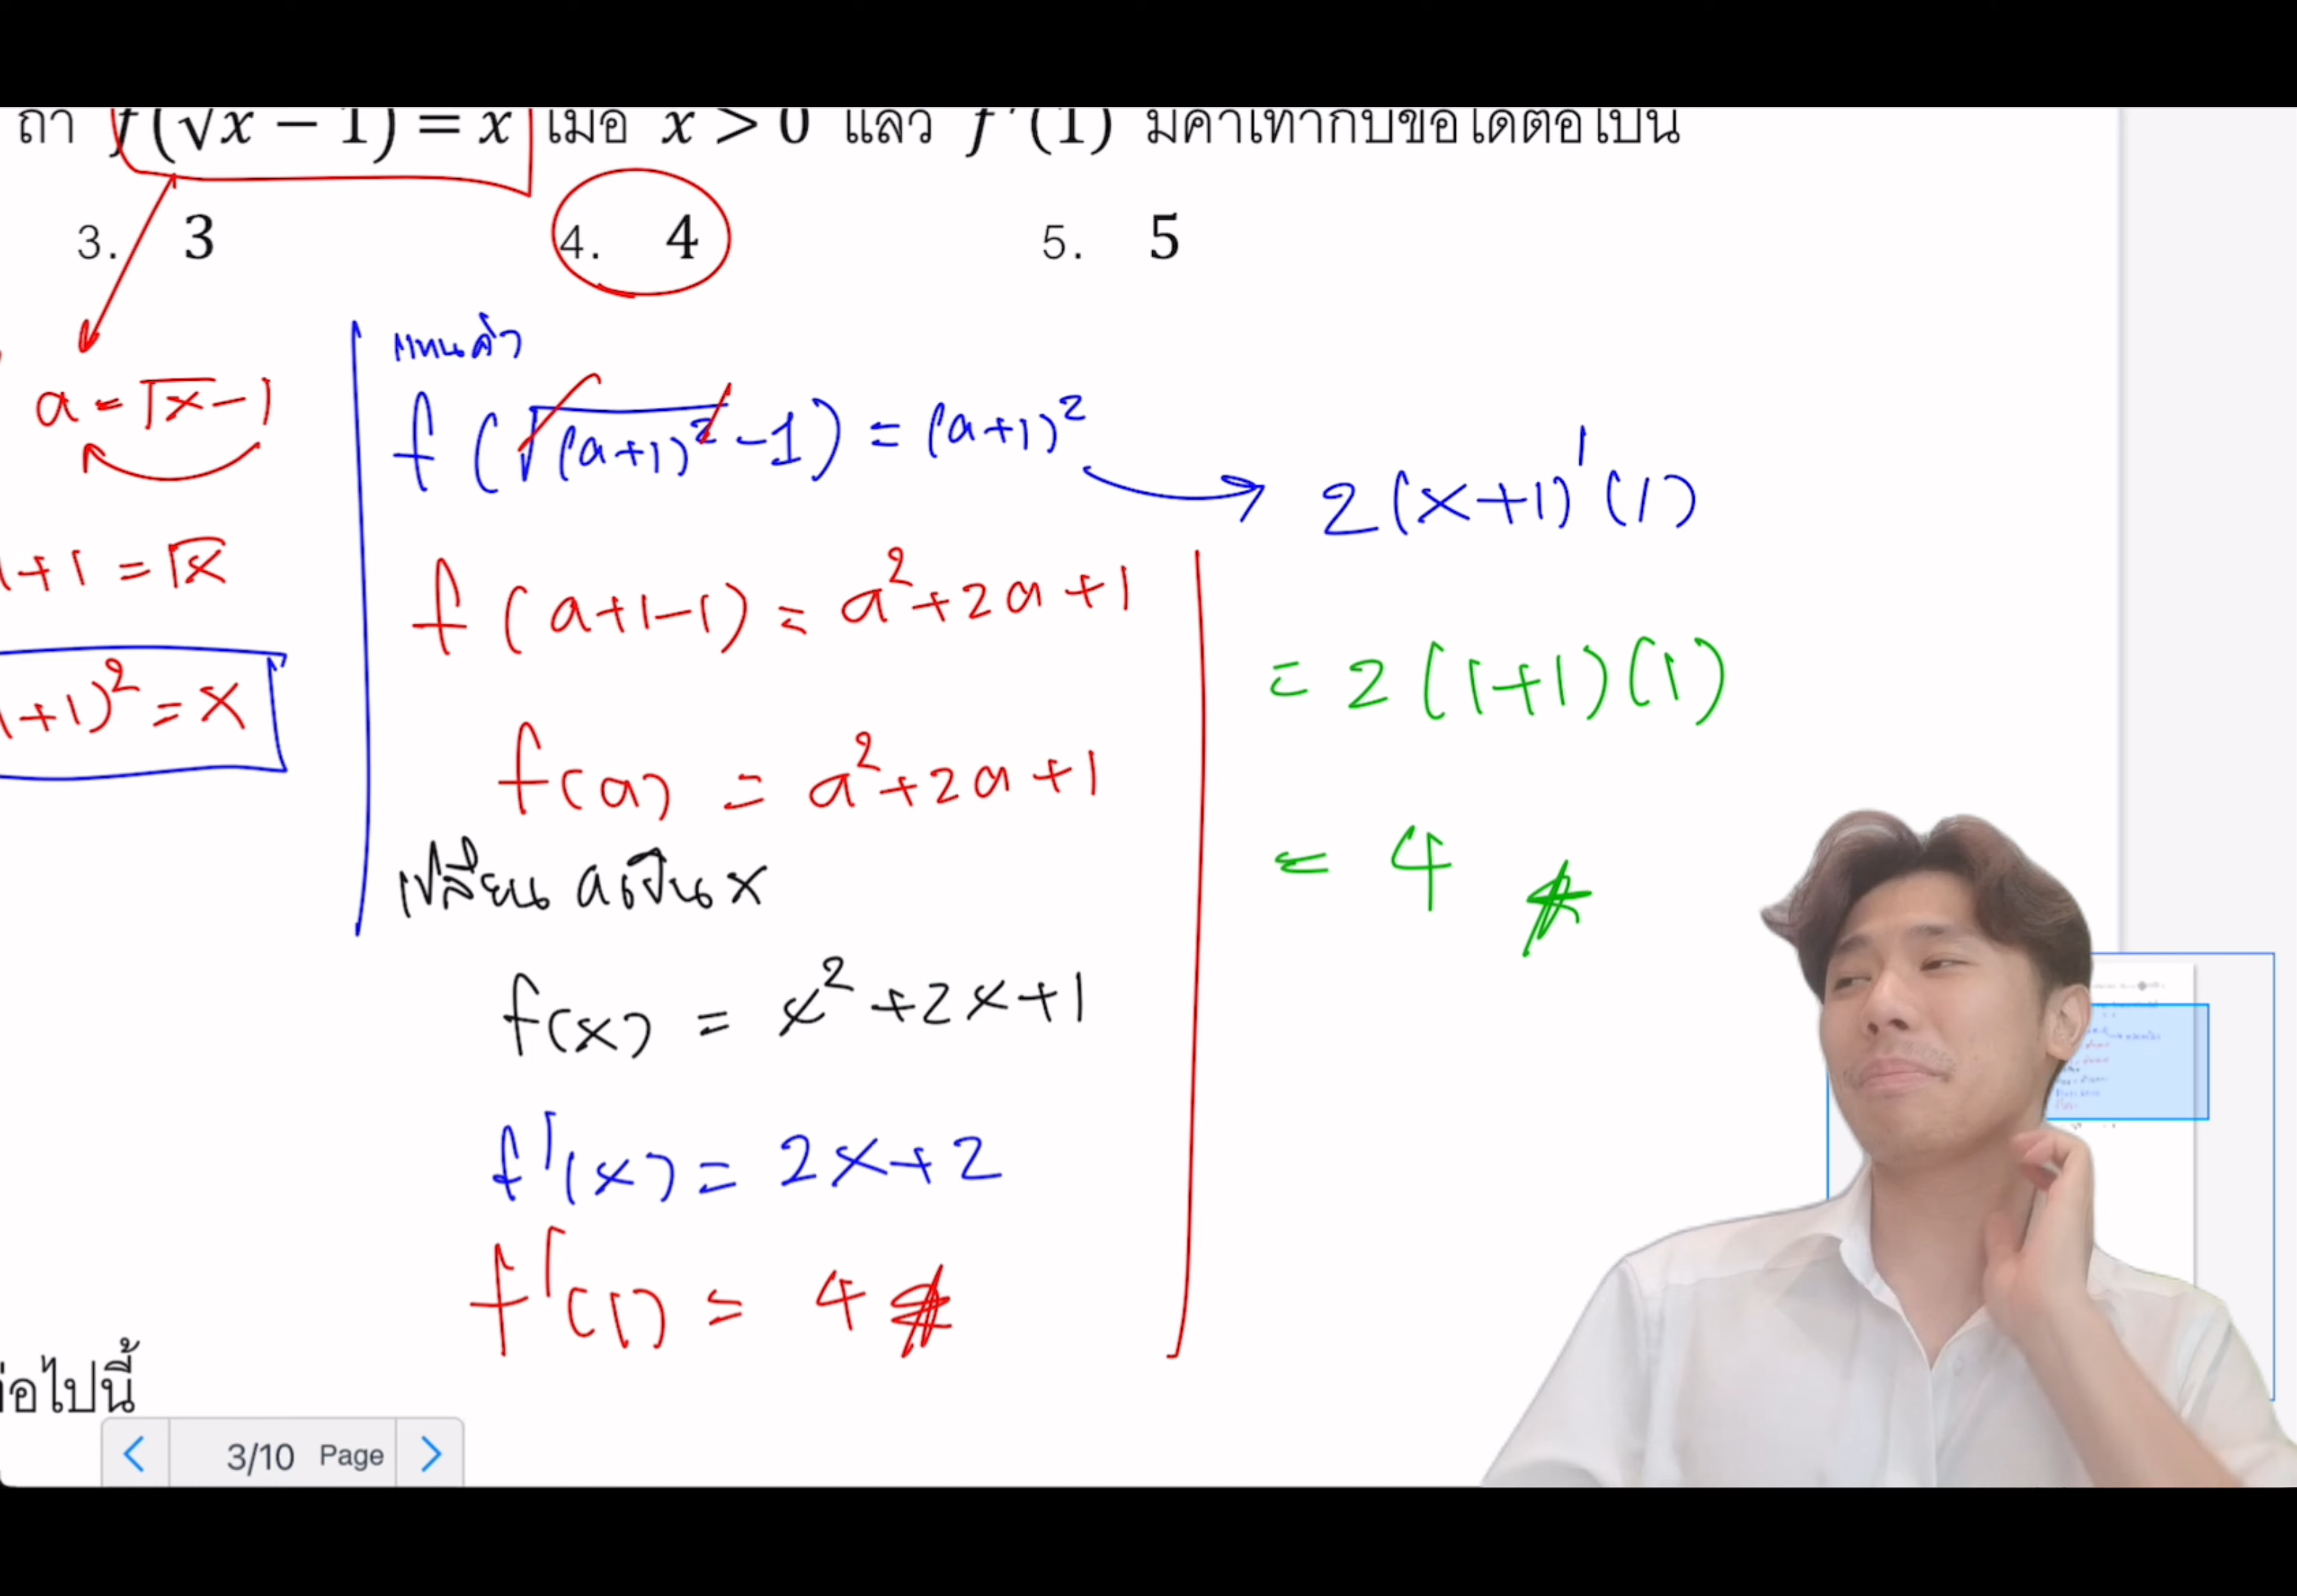 ถ้า f(√x − 1) = x เมื่อ x > 0 แล้ว f′(1) มีค่าเท่ากับข้อใดต่อไปนี้
3. 3 4. 4 5. 5
a = √x - 1
+1 = √x
+1)² = x
แทนค่า
f(√(a+1)² - 1) = (a+1)²
f(a+1-1) = a² + 2a + 1
f(a) = a² + 2a + 1
เปลี่ยน a เป็น x
f(x) = x² + 2x + 1
f'(x) = 2x + 2
f'(1) = 4
2(x+1)¹(1)
= 2(1+1)(1)
= 4
่อไปนี้
3/10 Page